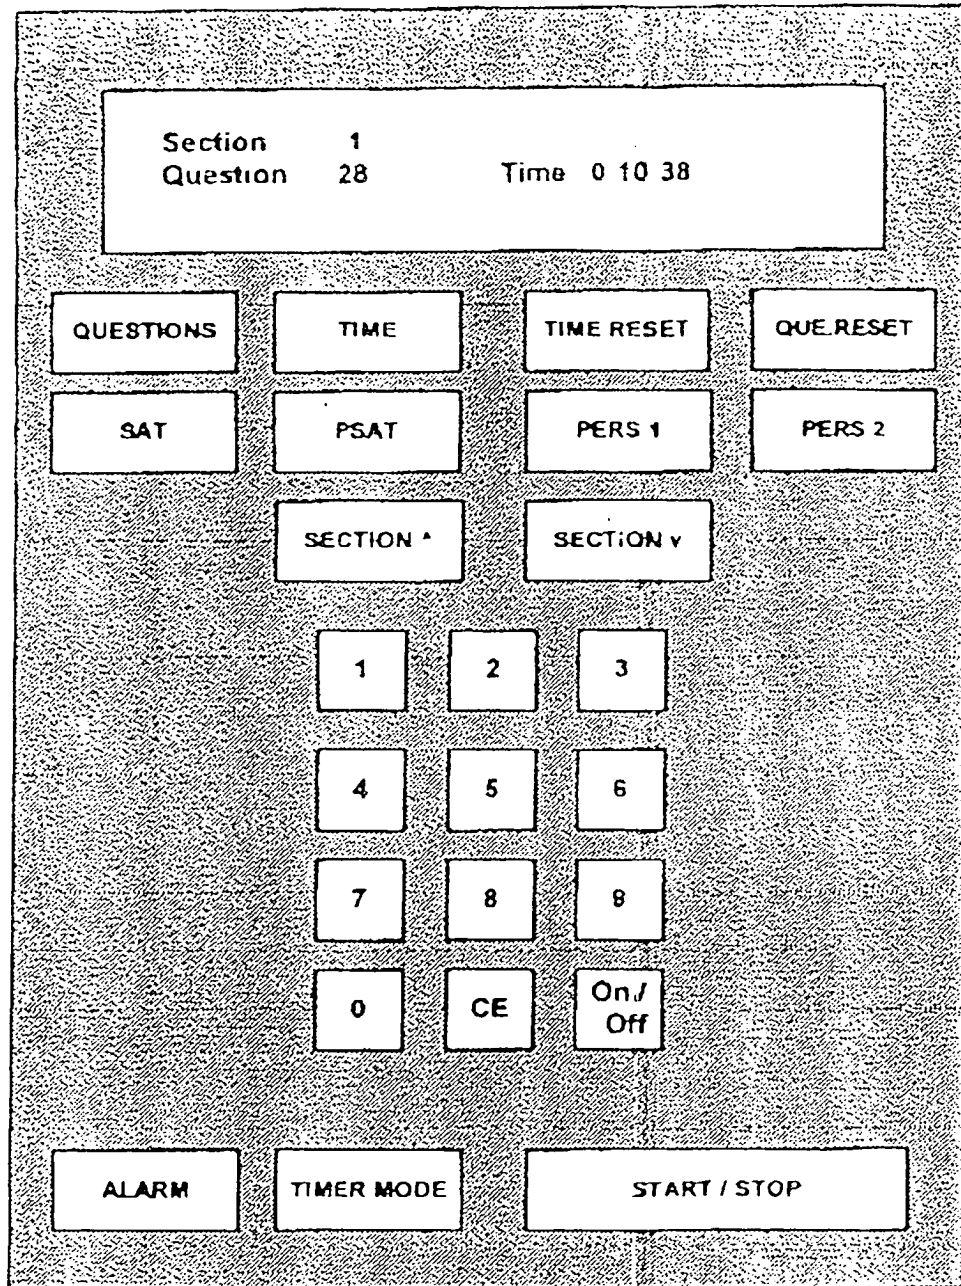 Section 1
Question 28 Time 0 10 38
QUESTIONS TIME TIME RESET QUE.RESET
SAT PSAT PERS 1 PERS 2
SECTION ^ SECTION v
1 2 3
4 5 6
7 8 9
0 CE On /
Off
ALARM TIMER MODE START / STOP